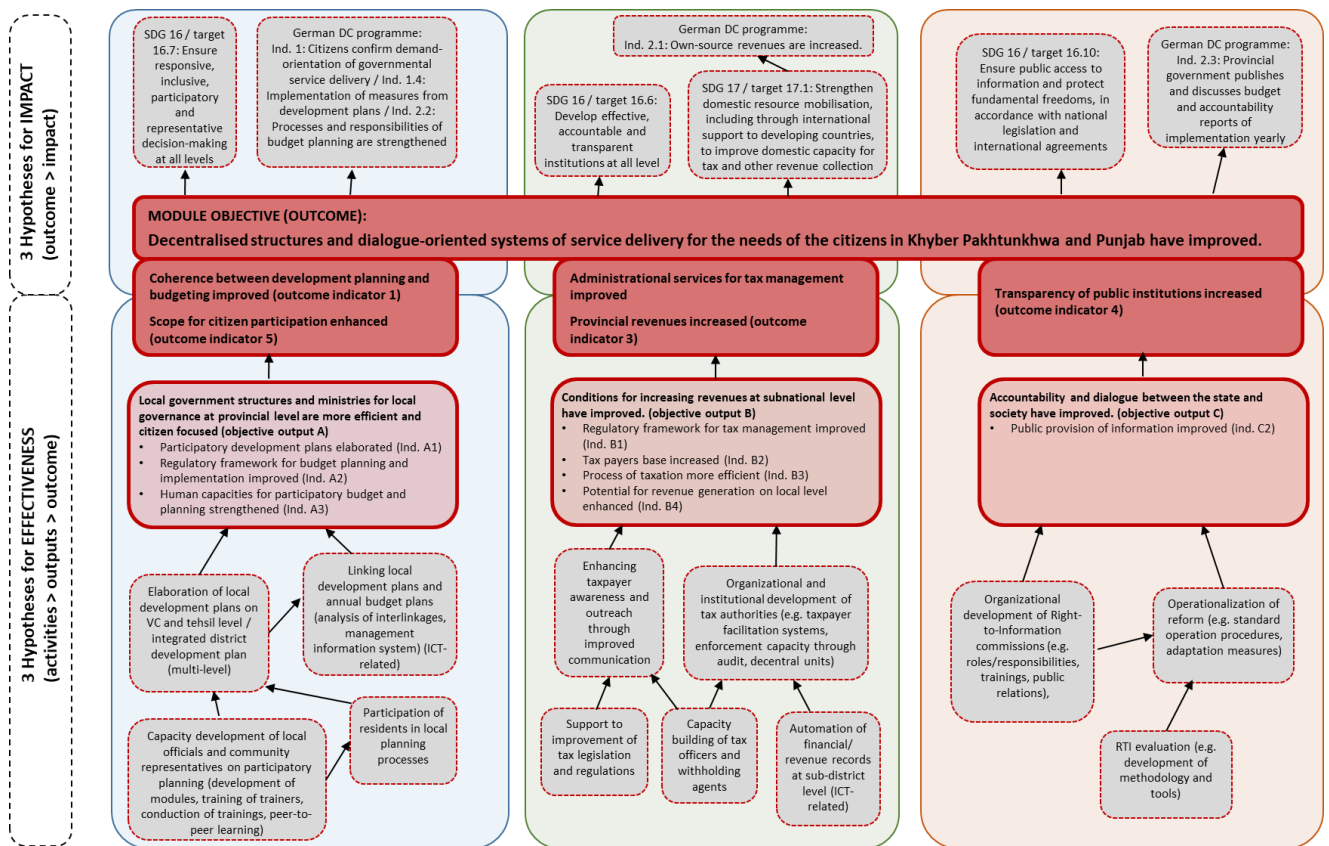 3 Hypotheses for IMPACT
(outcome > impact)
SDG 16 / target
16.7: Ensure
responsive,
inclusive,
participatory
and
representative
decision-making
at all levels
German DC programme:
Ind. 1: Citizens confirm demand-
orientation of governmental
service delivery / Ind. 1.4:
Implementation of measures from
development plans / Ind. 2.2:
Processes and responsibilities of
budget planning are strengthened
German DC programme:
Ind. 2.1: Own-source revenues are increased.
SDG 16 / target 16.6:
Develop effective,
accountable and
transparent
institutions at all level
SDG 17 / target 17.1: Strengthen
domestic resource mobilisation,
including through international
support to developing countries,
to improve domestic capacity for
tax and other revenue collection
SDG 16 / target 16.10:
Ensure public access to
information and protect
fundamental freedoms, in
accordance with national
legislation and
international agreements
German DC programme:
Ind. 2.3: Provincial
government publishes
and discusses budget
and accountability
reports of
implementation yearly
MODULE OBJECTIVE (OUTCOME):
Decentralised structures and dialogue-oriented systems of service delivery for the needs of the citizens in Khyber Pakhtunkhwa and Punjab have improved.
Coherence between development planning and
budgeting improved (outcome indicator 1)
Scope for citizen participation enhanced
(outcome indicator 5)
Administrational services for tax management
improved
Provincial revenues increased (outcome
indicator 3)
Transparency of public institutions increased
(outcome indicator 4)
3 Hypotheses for EFFECTIVENESS
(activities > outputs > outcome)
Local government structures and ministries for local
governance at provincial level are more efficient and
citizen focused (objective output A)
• Participatory development plans elaborated (Ind. A1)
• Regulatory framework for budget planning and
implementation improved (Ind. A2)
• Human capacities for participatory budget and
planning strengthened (Ind. A3)
Conditions for increasing revenues at subnational level
have improved. (objective output B)
• Regulatory framework for tax management improved
(Ind. B1)
• Tax payers base increased (Ind. B2)
• Process of taxation more efficient (Ind. B3)
• Potential for revenue generation on local level
enhanced (Ind. B4)
Accountability and dialogue between the state and
society have improved. (objective output C)
• Public provision of information improved (ind. C2)
Elaboration of local
development plans on
VC and tehsil level /
integrated district
development plan
(multi-level)
Linking local
development plans and
annual budget plans
(analysis of interlinkages,
management
information system) (ICT-
related)
Capacity development of local
officials and community
representatives on participatory
planning (development of
modules, training of trainers,
conduction of trainings, peer-to-
peer learning)
Participation of
residents in local
planning
processes
Enhancing
taxpayer
awareness and
outreach
through
improved
communication
Organizational and
institutional development of
tax authorities (e.g. taxpayer
facilitation systems,
enforcement capacity through
audit, decentral units)
Support to
improvement of
tax legislation
and regulations
Capacity
building of tax
officers and
withholding
agents
Automation of
financial/
revenue records
at sub-district
level (ICT-
related)
Organizational
development of Right-
to-Information
commissions (e.g.
roles/responsibilities,
trainings, public
relations),
Operationalization of
reform (e.g. standard
operation procedures,
adaptation measures)
RTI evaluation (e.g.
development of
methodology and
tools)